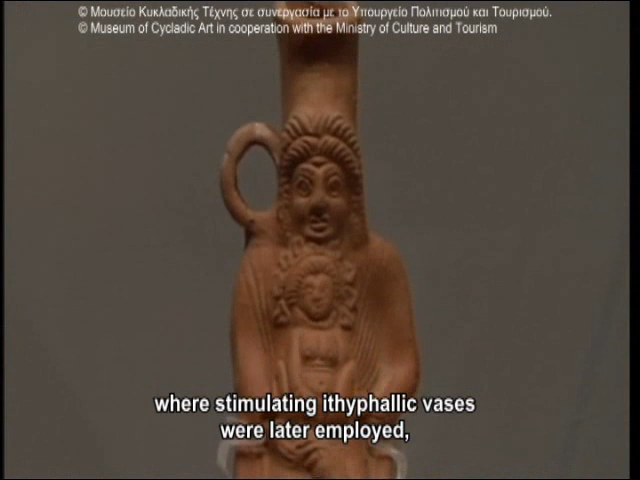 © Μουσείο Κυκλαδικής Τέχνης σε συνεργασία με το Υπουργείο Πολιτισμού και Τουρισμού.
© Museum of Cycladic Art in cooperation with the Ministry of Culture and Tourism
where stimulating ithyphallic vases
were later employed,